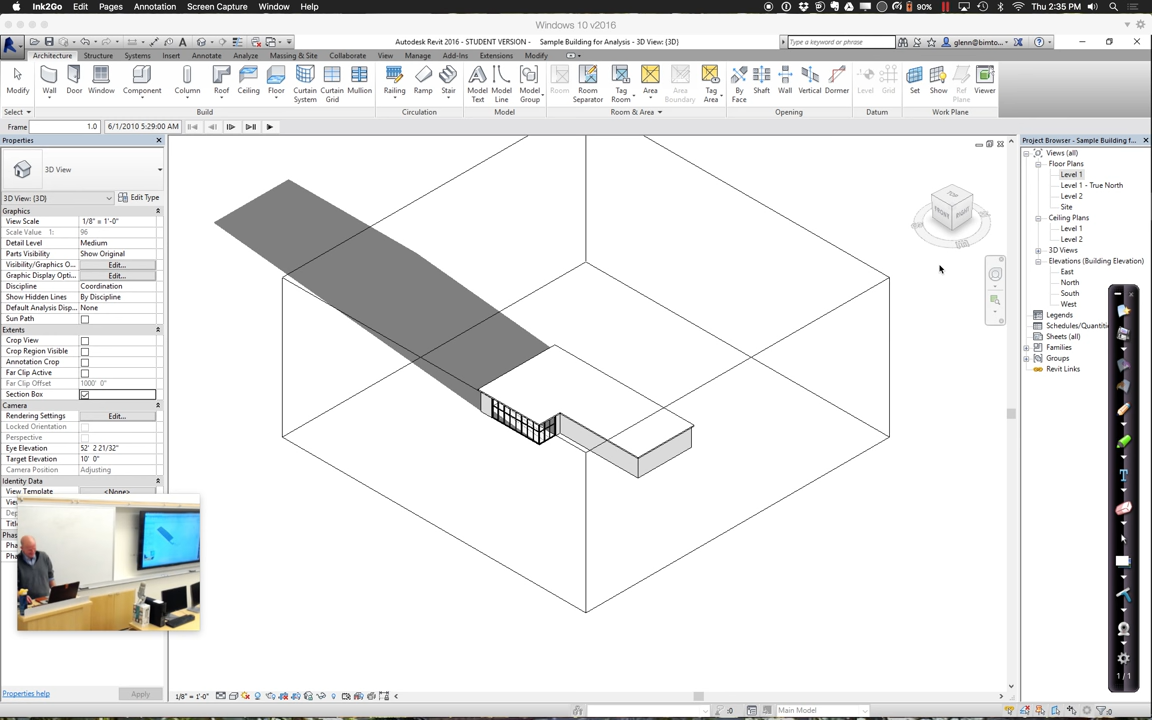 Ink2Go Edit Pages Annotation Screen Capture Window Help 90% Thu 2:35 PM
Windows 10 v2016
Autodesk Revit 2016 - STUDENT VERSION - Sample Building for Analysis - 3D View: {3D} Type a keyword or phrase glenn@bimto...
Architecture Structure Systems Insert Annotate Analyze Massing & Site Collaborate View Manage Add-Ins Extensions Modify
Modify Wall Door Window Component Column Roof Ceiling Floor Curtain System Curtain Grid Mullion Railing Ramp Stair Model Text Model Line Model Group Room Room Separator Tag Room Area Area Boundary Tag Area By Face Shaft Wall Vertical Dormer Level Grid Set Show Ref Plane Viewer
Select Build Circulation Model Room & Area Opening Datum Work Plane
Frame 1.0 6/1/2010 5:29:00 AM
Properties
3D View
3D View: {3D} Edit Type
Graphics
View Scale 1/8" = 1'-0"
Scale Value 1: 96
Detail Level Medium
Parts Visibility Show Original
Visibility/Graphics O... Edit...
Graphic Display Opti... Edit...
Discipline Coordination
Show Hidden Lines By Discipline
Default Analysis Disp... None
Sun Path
Extents
Crop View
Crop Region Visible
Annotation Crop
Far Clip Active
Far Clip Offset 1000' 0"
Section Box
Camera
Rendering Settings Edit...
Locked Orientation
Perspective
Eye Elevation 52' 2 21/32"
Target Elevation 10' 0"
Camera Position Adjusting
Identity Data
View Template <None>
Properties help Apply
TOP
FRONT RIGHT
Project Browser - Sample Building f...
Views (all)
Floor Plans
Level 1
Level 1 - True North
Level 2
Site
Ceiling Plans
Level 1
Level 2
3D Views
Elevations (Building Elevation)
East
North
South
West
Legends
Schedules/Quantiti
Sheets (all)
Families
Groups
Revit Links
1 / 1
1/8" = 1'-0"
:0 Main Model :0